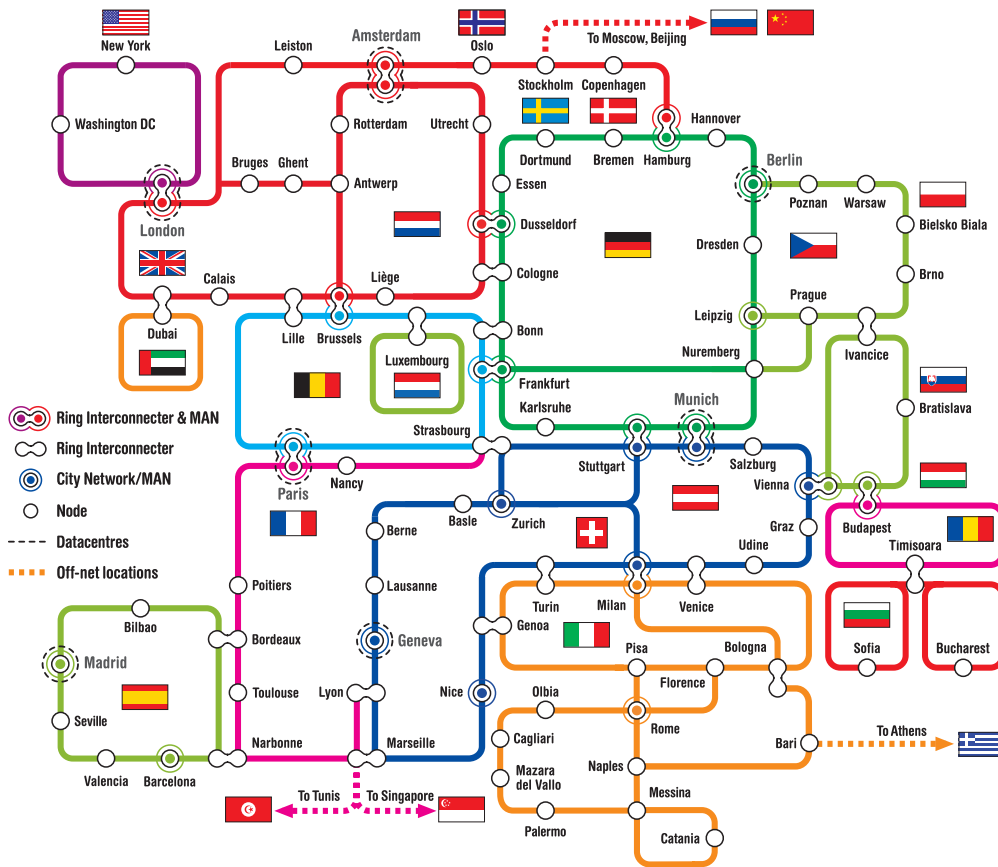 New York
Leiston
Amsterdam
Oslo
To Moscow, Beijing
Stockholm
Copenhagen
Washington DC
Rotterdam
Utrecht
Hannover
Dortmund
Bremen
Hamburg
Berlin
Bruges
Ghent
Antwerp
Essen
Poznan
Warsaw
London
Dusseldorf
Bielsko Biala
Dresden
Cologne
Brno
Calais
Liège
Prague
Leipzig
Dubai
Lille
Brussels
Bonn
Ivancice
Luxembourg
Nuremberg
Frankfurt
Karlsruhe
Munich
Bratislava
Ring Interconnecter & MAN
Ring Interconnecter
City Network/MAN
Node
Datacentres
Off-net locations
Strasbourg
Stuttgart
Salzburg
Nancy
Paris
Vienna
Basle
Zurich
Graz
Budapest
Berne
Udine
Timisoara
Poitiers
Lausanne
Turin
Milan
Venice
Bilbao
Genoa
Bordeaux
Geneva
Madrid
Pisa
Bologna
Sofia
Bucharest
Florence
Toulouse
Lyon
Nice
Olbia
Seville
Rome
Cagliari
Bari
To Athens
Narbonne
Marseille
Valencia
Barcelona
Naples
Mazara
del Vallo
To Tunis
To Singapore
Messina
Palermo
Catania